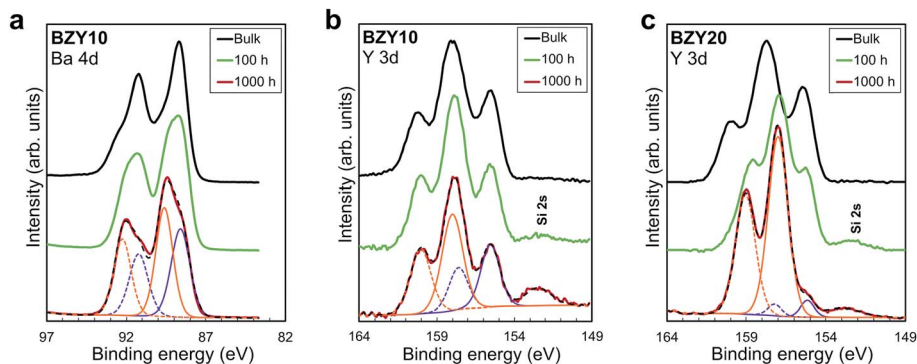 a
BZY10
Ba 4d
Bulk
100 h
1000 h
Intensity (arb. units)
97 92 87 82
Binding energy (eV)
b
BZY10
Y 3d
Bulk
100 h
1000 h
Si 2s
Intensity (arb. units)
164 159 154 149
Binding energy (eV)
c
BZY20
Y 3d
Bulk
100 h
1000 h
Si 2s
Intensity (arb. units)
164 159 154 149
Binding energy (eV)